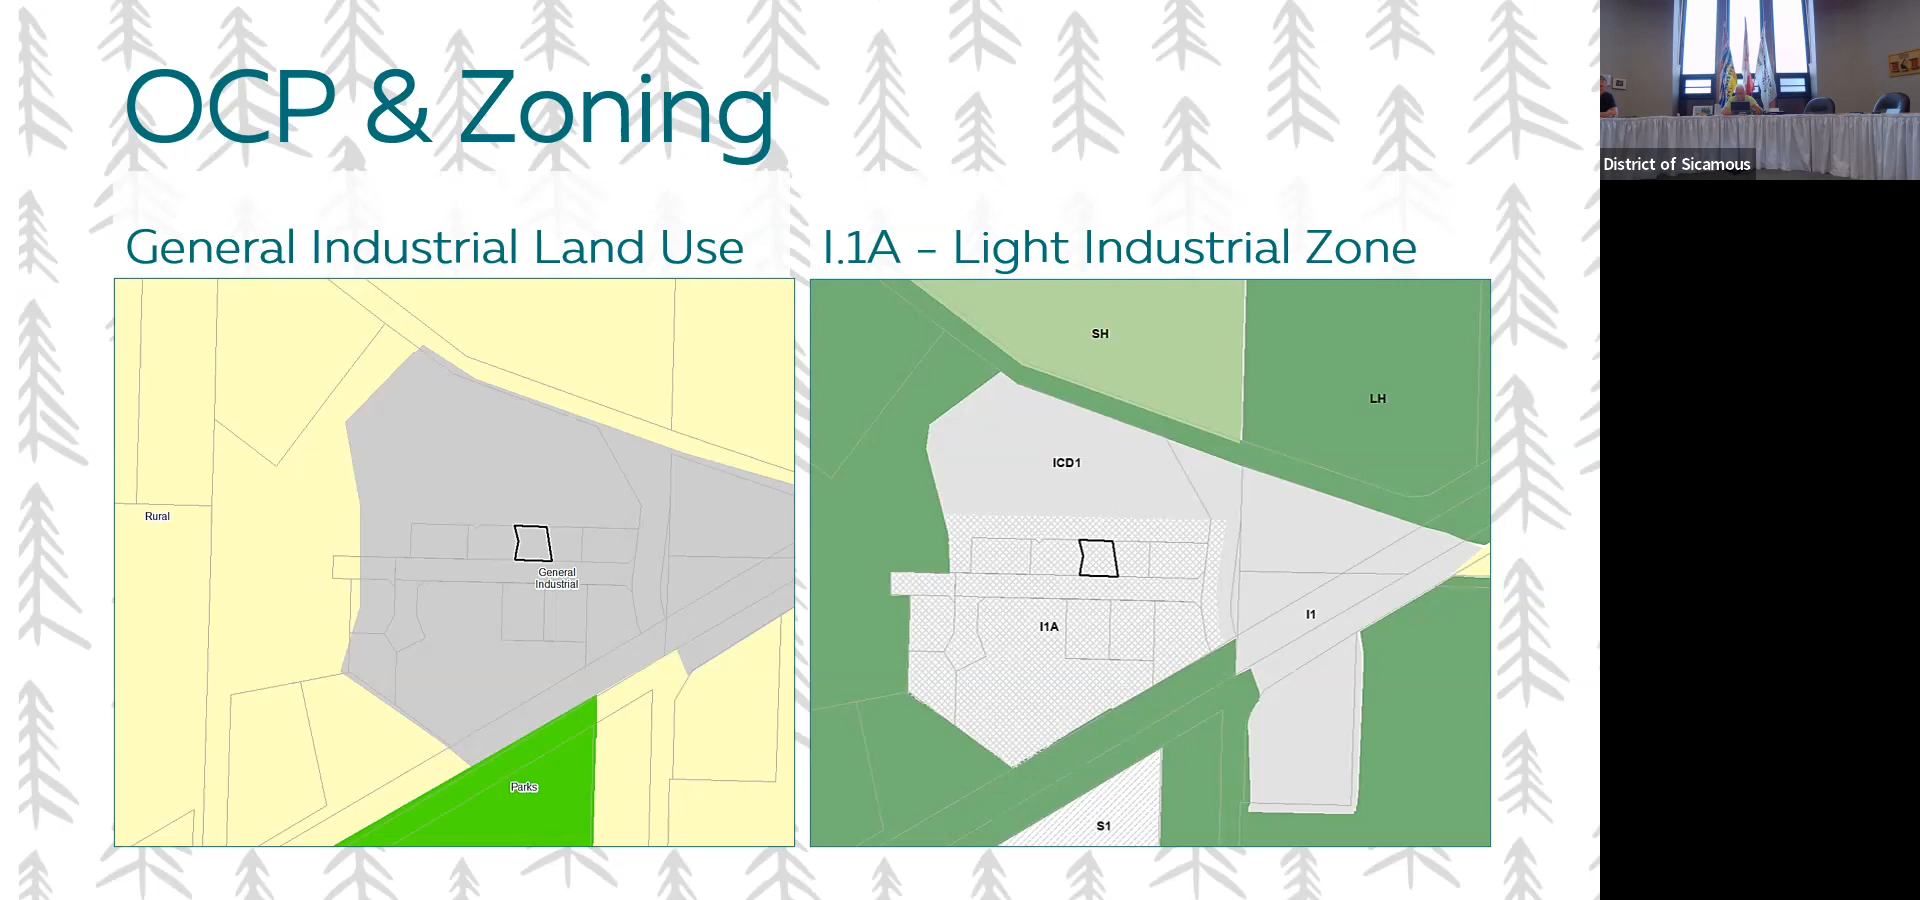 OCP & Zoning
General Industrial Land Use
Rural
General
Industrial
Parks
I.1A – Light Industrial Zone
SH
LH
ICD1
I1A
I1
S1
District of Sicamous